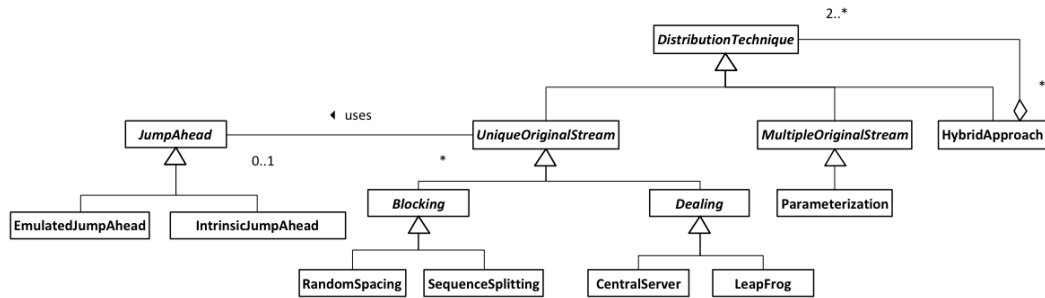 2..*
DistributionTechnique
*
◄ uses
JumpAhead
UniqueOriginalStream
MultipleOriginalStream
HybridApproach
0..1
*
Blocking
Dealing
Parameterization
EmulatedJumpAhead
IntrinsicJumpAhead
RandomSpacing
SequenceSplitting
CentralServer
LeapFrog